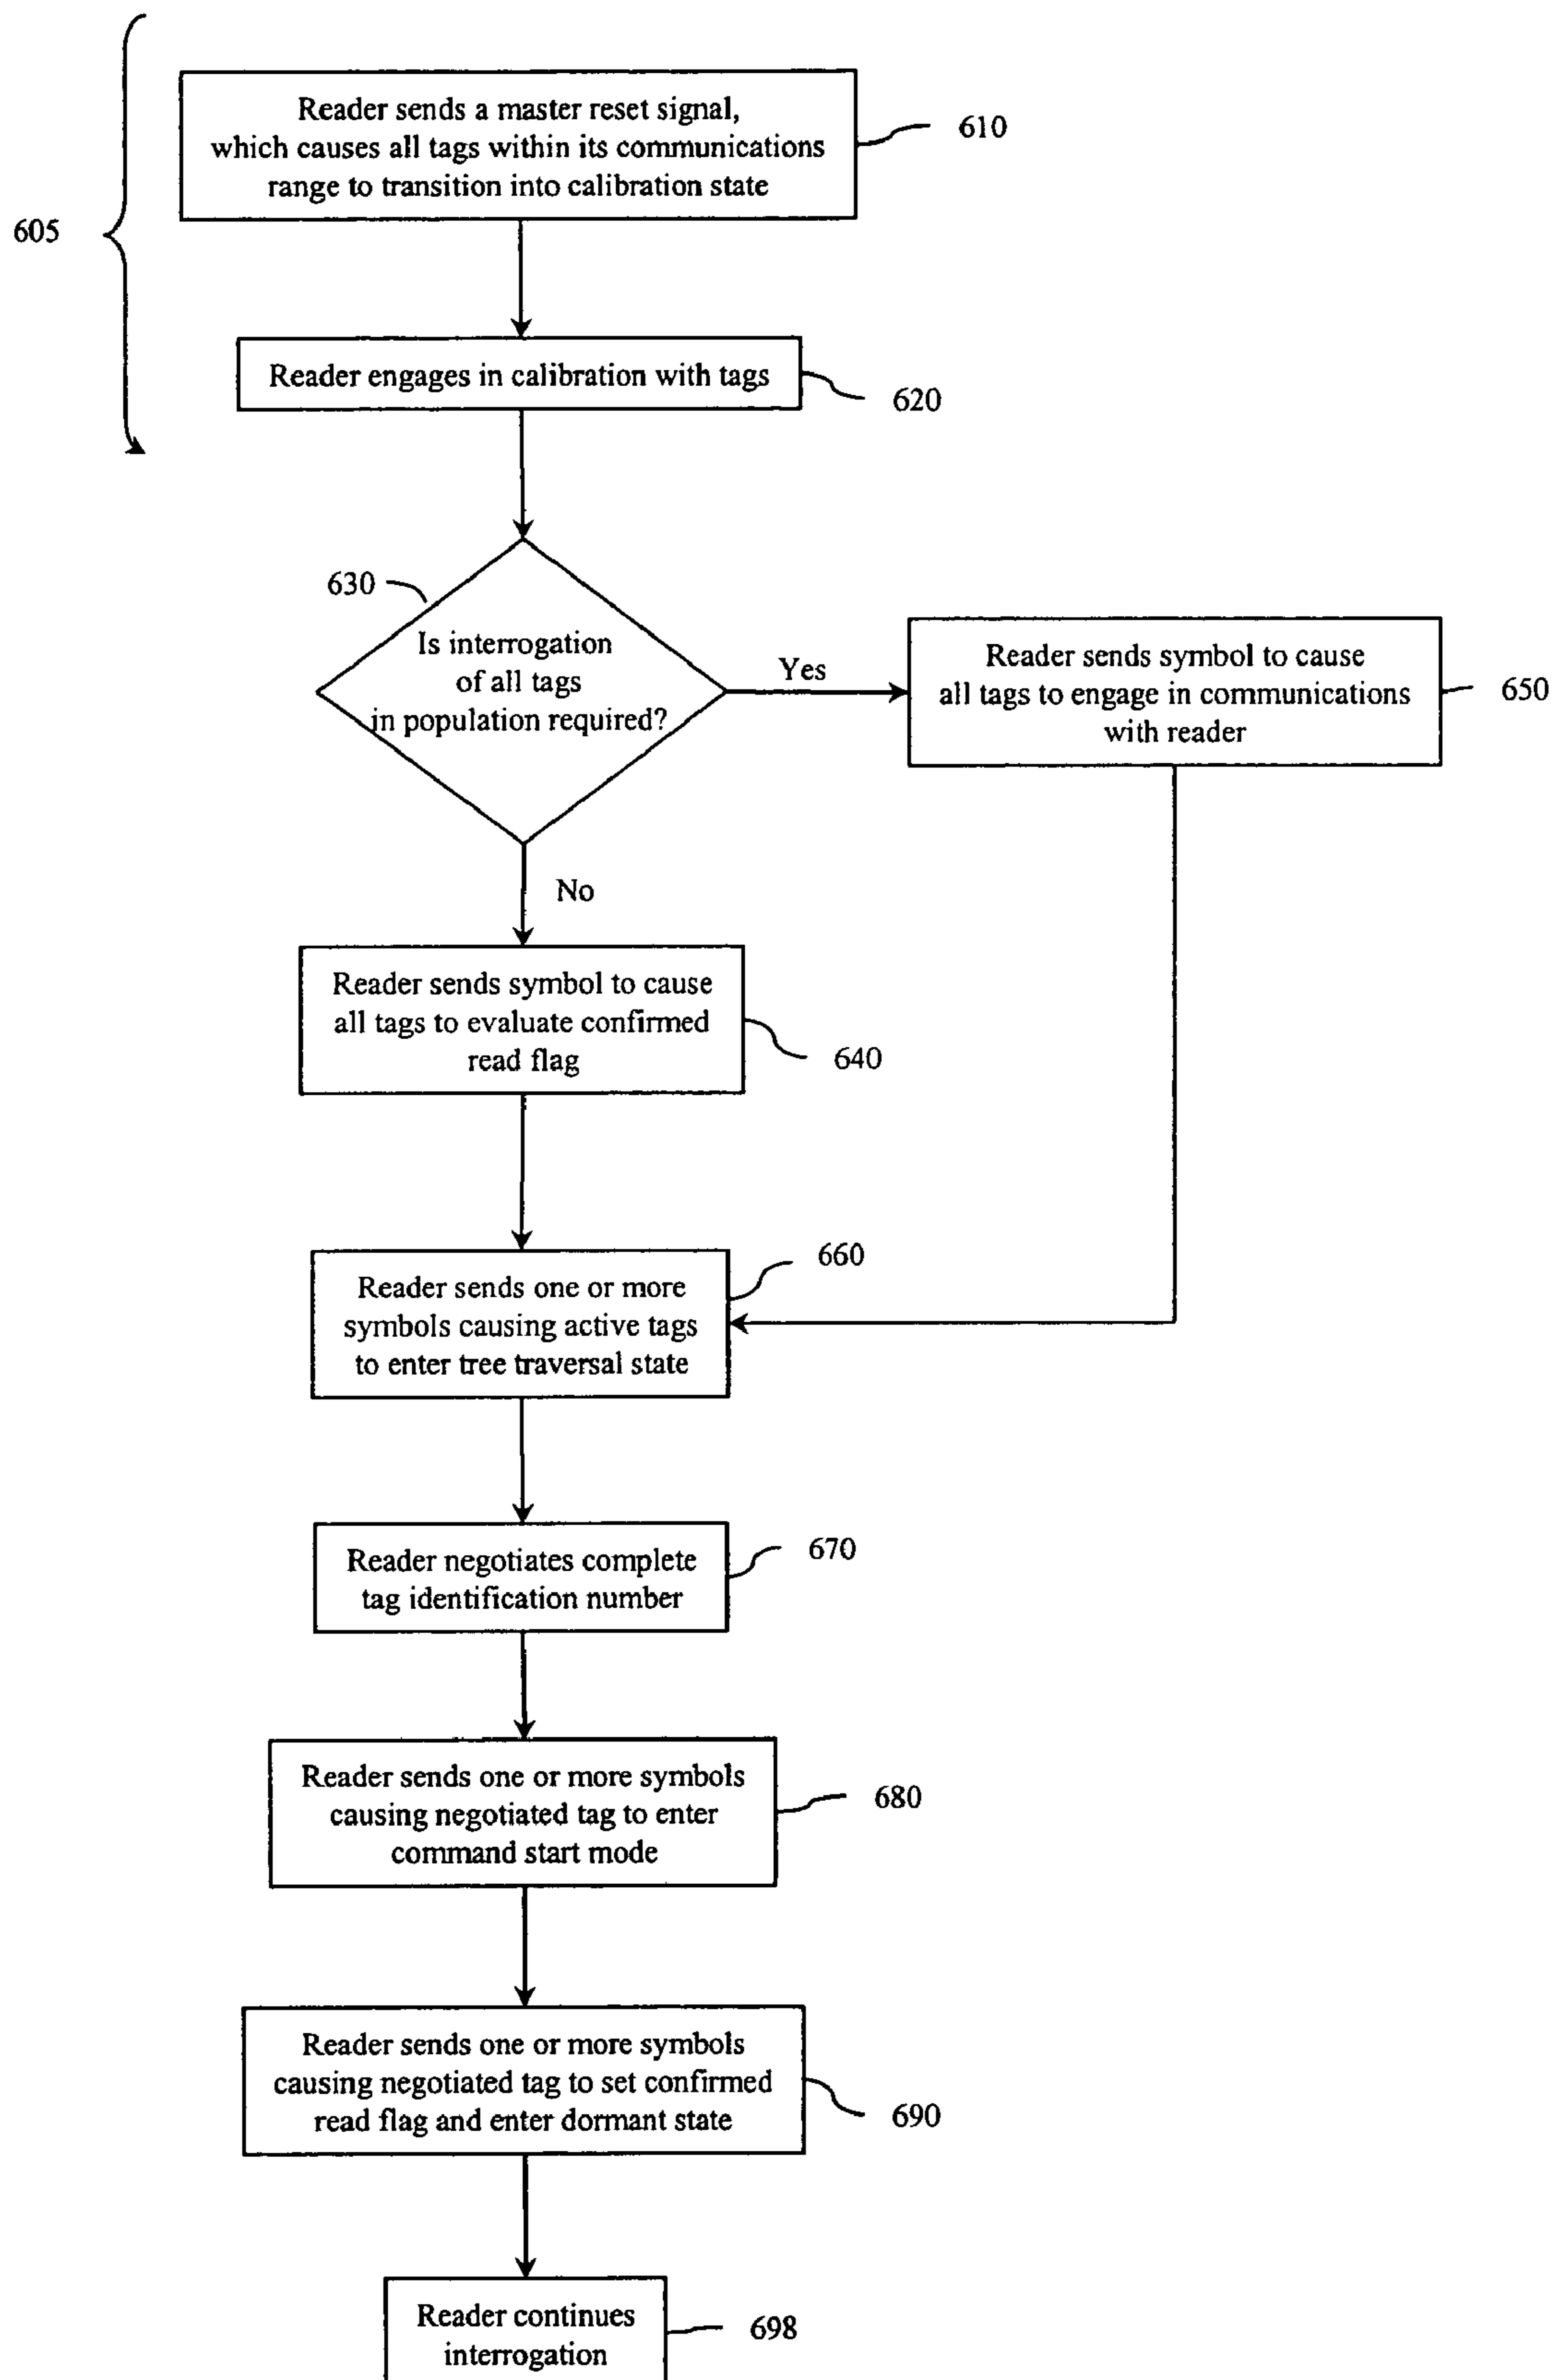 Reader sends a master reset signal,
which causes all tags within its communications
range to transition into calibration state
610
605
Reader engages in calibration with tags
620
630
Is interrogation
of all tags
in population required?
Yes
Reader sends symbol to cause
all tags to engage in communications
with reader
650
No
Reader sends symbol to cause
all tags to evaluate confirmed
read flag
640
660
Reader sends one or more
symbols causing active tags
to enter tree traversal state
670
Reader negotiates complete
tag identification number
Reader sends one or more symbols
causing negotiated tag to enter
command start mode
680
Reader sends one or more symbols
causing negotiated tag to set confirmed
read flag and enter dormant state
690
Reader continues
interrogation
698